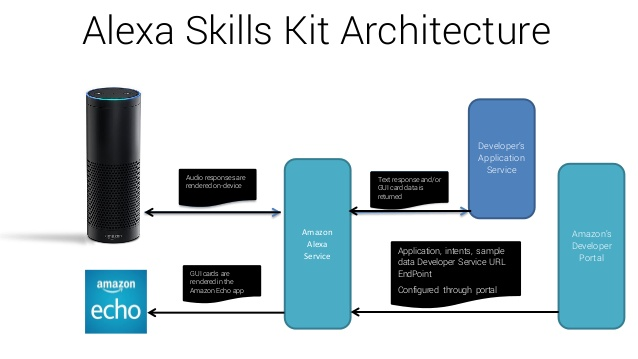 Alexa Skills Kit Architecture
Developer's
Application
Service
Audio responses are
rendered on-device
Text response and/or
GUI card data is
returned
Amazon
Alexa
Service
Amazon's
Developer
Portal
Application, intents, sample
data Developer Service URL
EndPoint
Configured through portal
GUI cards are
rendered in the
Amazon Echo app
amazon
echo